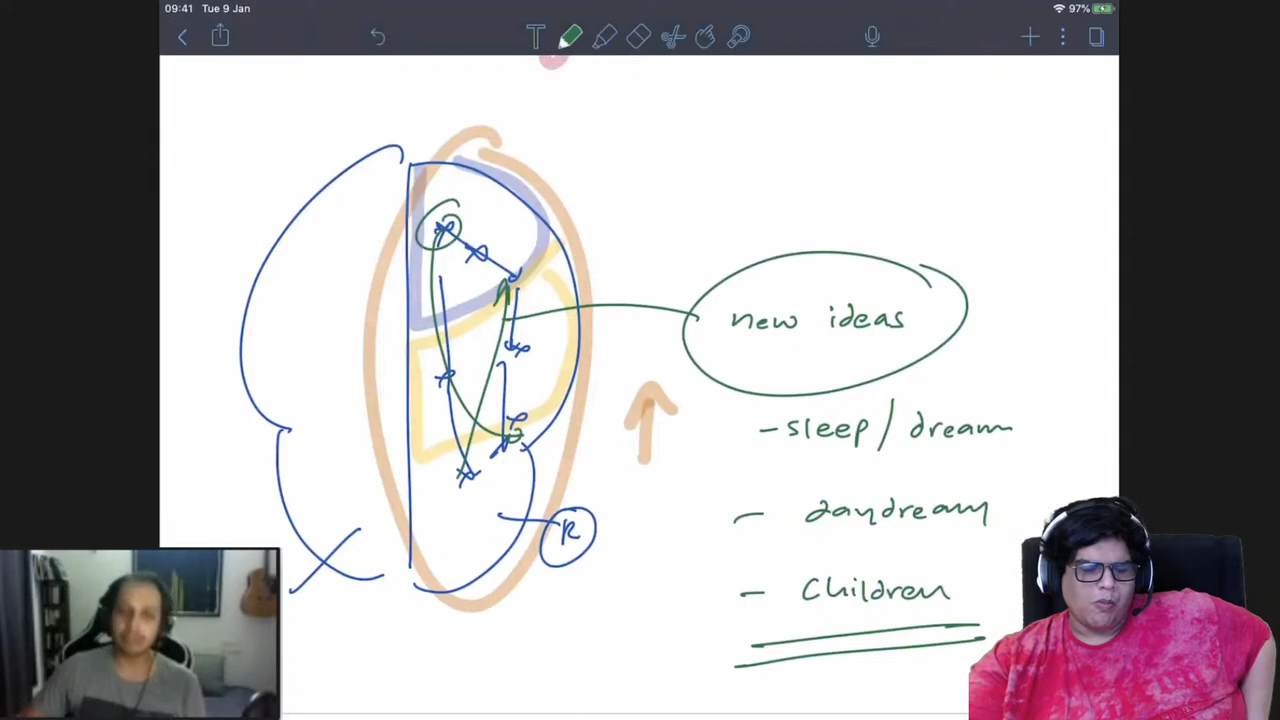 09:41 Tue 9 Jan
97%
T
new ideas
- sleep / dream
- daydream
- Children
R